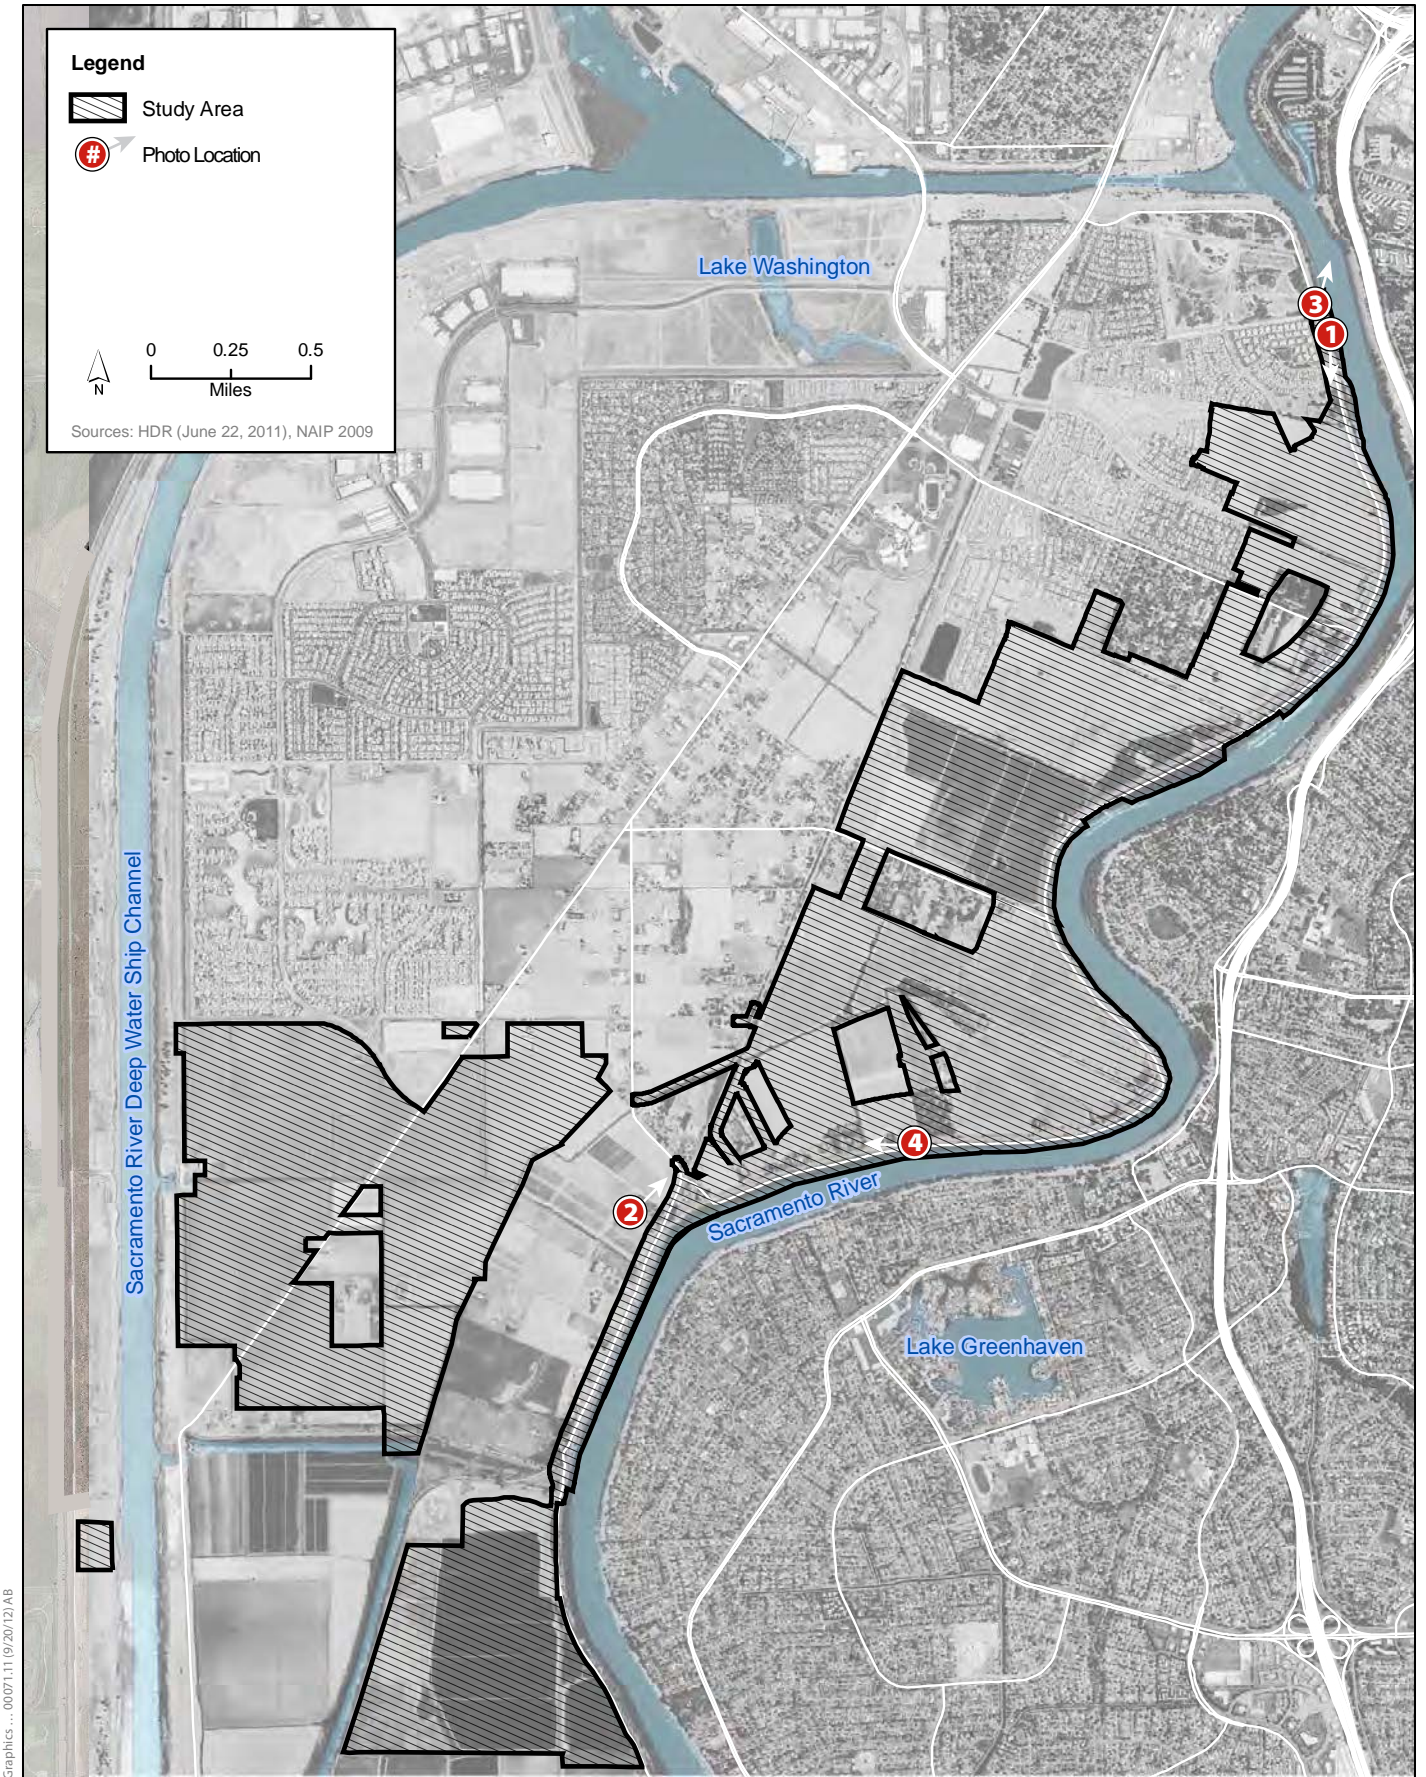 Legend
Study Area
# Photo Location
0 0.25 0.5
Miles
N
Sources: HDR (June 22, 2011), NAIP 2009
Lake Washington
3
1
Sacramento River Deep Water Ship Channel
4
2
Sacramento River
Lake Greenhaven
Graphics ... 00071.11 (9/20/12) AB